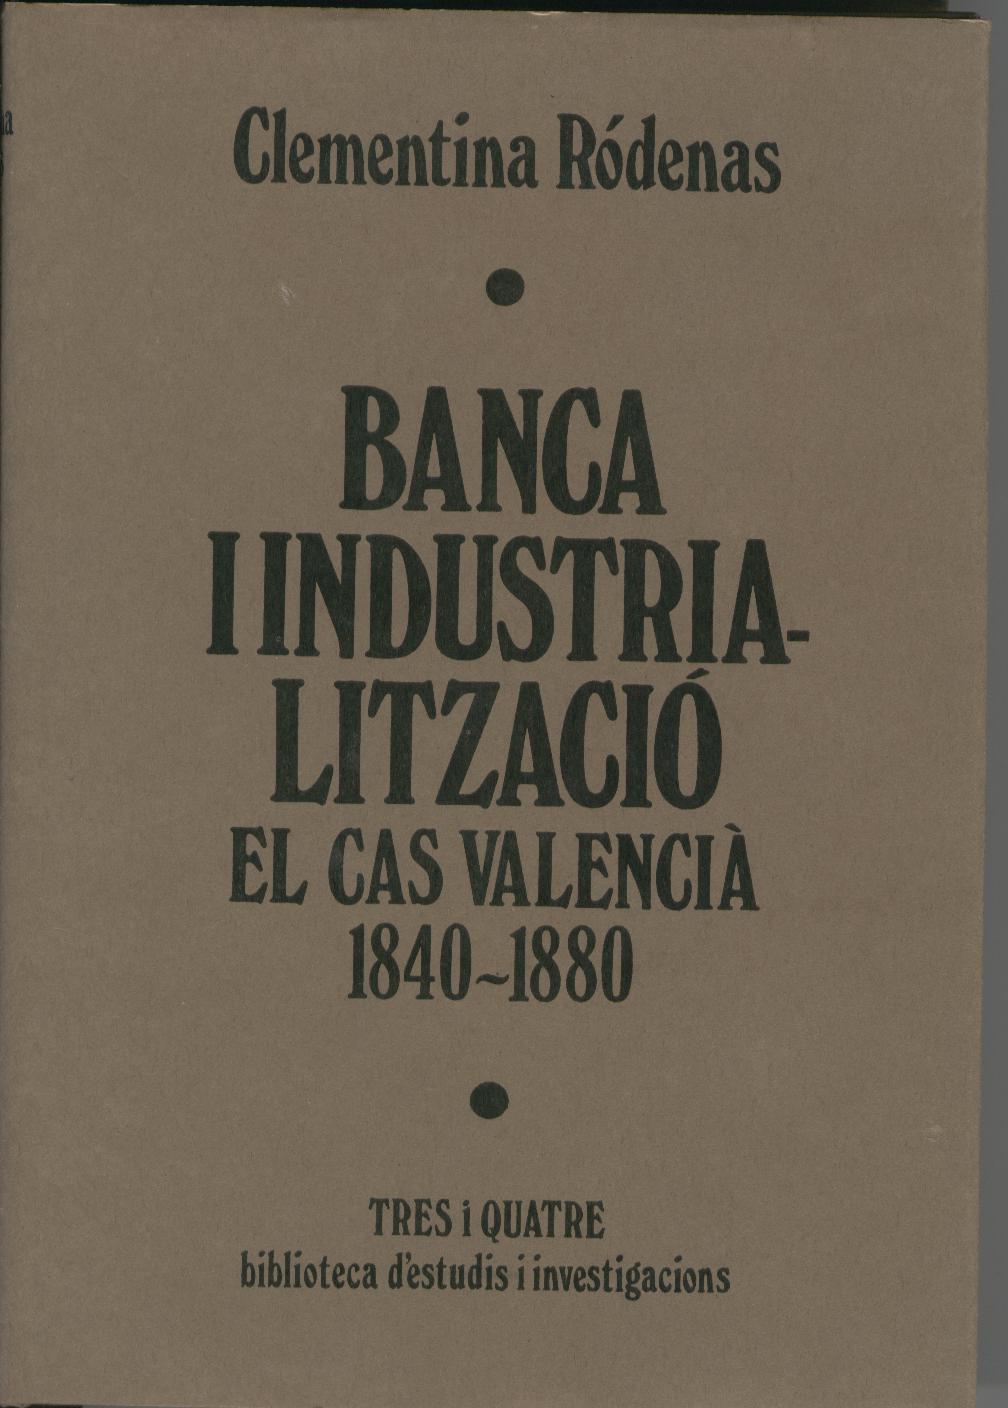 Clementina Ródenas
BANCA
I INDUSTRIA-
LITZACIÓ
EL CAS VALENCIÀ
1840~1880
TRES i QUATRE
biblioteca d'estudis i investigacions